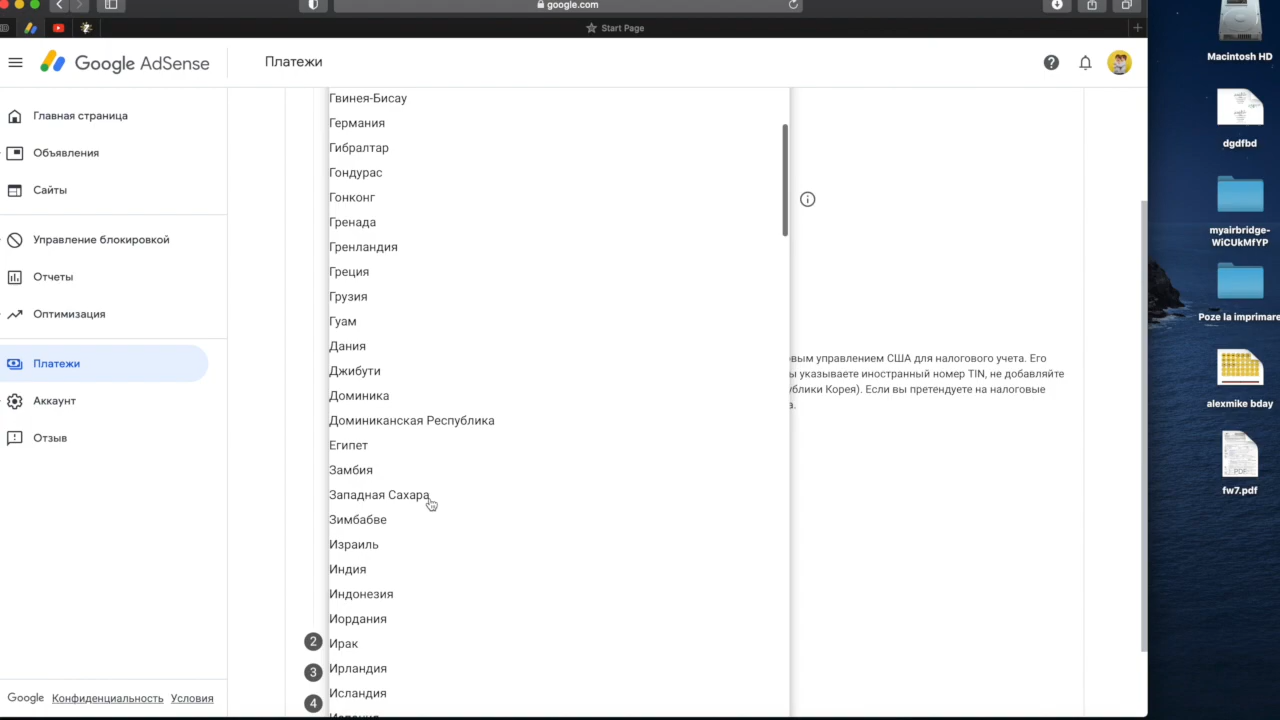 google.com
Start Page
Google AdSense
Платежи
Главная страница
Объявления
Сайты
Управление блокировкой
Отчеты
Оптимизация
Платежи
Аккаунт
Отзыв
Google Конфиденциальность Условия
Гвинея-Бисау
Германия
Гибралтар
Гондурас
Гонконг
Гренада
Гренландия
Греция
Грузия
Гуам
Дания
Джибути
Доминика
Доминиканская Республика
Египет
Замбия
Западная Сахара
Зимбабве
Израиль
Индия
Индонезия
Иордания
2 Ирак
3 Ирландия
4 Исландия
управлением США для налогового учета. Его
указываете иностранный номер TIN, не добавляйте
Корея). Если вы претендуете на налоговые
Macintosh HD
dgdfbd
myairbridge-
WiCUkMfYP
Poze la imprimare
alexmike bday
PDF
fw7.pdf